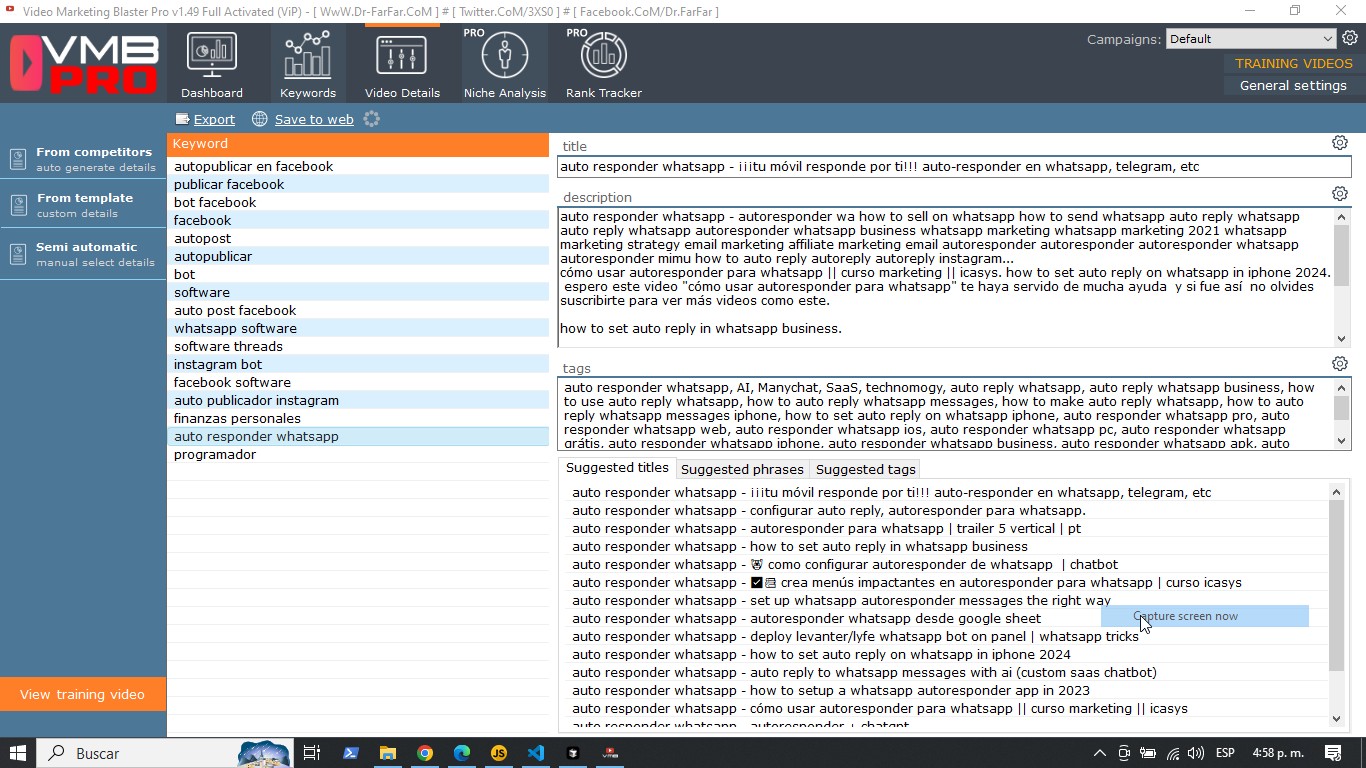 Video Marketing Blaster Pro v1.49 Full Activated (ViP) - [ WwW.Dr-FarFar.CoM ] # [ Twitter.CoM/3XS0 ] # [ Facebook.CoM/Dr.FarFar ]
VMB
PRO
Dashboard
Keywords
Video Details
PRO
Niche Analysis
PRO
Rank Tracker
Campaigns: Default
TRAINING VIDEOS
General settings
Export
Save to web
From competitors
auto generate details
From template
custom details
Semi automatic
manual select details
View training video
Keyword
autopublicar en facebook
publicar facebook
bot facebook
facebook
autopost
autopublicar
bot
software
auto post facebook
whatsapp software
software threads
instagram bot
facebook software
auto publicador instagram
finanzas personales
auto responder whatsapp
programador
title
auto responder whatsapp - ¡¡¡tu móvil responde por ti!!! auto-responder en whatsapp, telegram, etc
description
auto responder whatsapp - autoresponder wa how to sell on whatsapp how to send whatsapp auto reply whatsapp
auto reply whatsapp autoresponder whatsapp business whatsapp marketing whatsapp marketing 2021 whatsapp
marketing strategy email marketing affiliate marketing email autoresponder autoresponder autoresponder whatsapp
autoresponder mimu how to auto reply autoreply autoreply instagram...
cómo usar autoresponder para whatsapp || curso marketing || icasys. how to set auto reply on whatsapp in iphone 2024.
espero este video "cómo usar autoresponder para whatsapp" te haya servido de mucha ayuda  y si fue así  no olvides
suscribirte para ver más videos como este.
how to set auto reply in whatsapp business.
tags
auto responder whatsapp, AI, Manychat, SaaS, technomogy, auto reply whatsapp, auto reply whatsapp business, how
to use auto reply whatsapp, how to auto reply whatsapp messages, how to make auto reply whatsapp, how to auto
reply whatsapp messages iphone, how to set auto reply on whatsapp iphone, auto responder whatsapp pro, auto
responder whatsapp web, auto responder whatsapp ios, auto responder whatsapp pc, auto responder whatsapp
grátis, auto responder whatsapp iphone, auto responder whatsapp business, auto responder whatsapp apk, auto
Suggested titles
Suggested phrases
Suggested tags
auto responder whatsapp - ¡¡¡tu móvil responde por ti!!! auto-responder en whatsapp, telegram, etc
auto responder whatsapp - configurar auto reply, autoresponder para whatsapp.
auto responder whatsapp - autoresponder para whatsapp | trailer 5 vertical | pt
auto responder whatsapp - how to set auto reply in whatsapp business
auto responder whatsapp - como configurar autoresponder de whatsapp  | chatbot
auto responder whatsapp - crea menús impactantes en autoresponder para whatsapp | curso icasys
auto responder whatsapp - set up whatsapp autoresponder messages the right way
auto responder whatsapp - autoresponder whatsapp desde google sheet
Capture screen now
auto responder whatsapp - deploy levanter/lyfe whatsapp bot on panel | whatsapp tricks
auto responder whatsapp - how to set auto reply on whatsapp in iphone 2024
auto responder whatsapp - auto reply to whatsapp messages with ai (custom saas chatbot)
auto responder whatsapp - how to setup a whatsapp autoresponder app in 2023
auto responder whatsapp - cómo usar autoresponder para whatsapp || curso marketing || icasys
auto responder whatsapp - autoresponder + chatgpt
Buscar
JS
VMB
ESP
4:58 p. m.